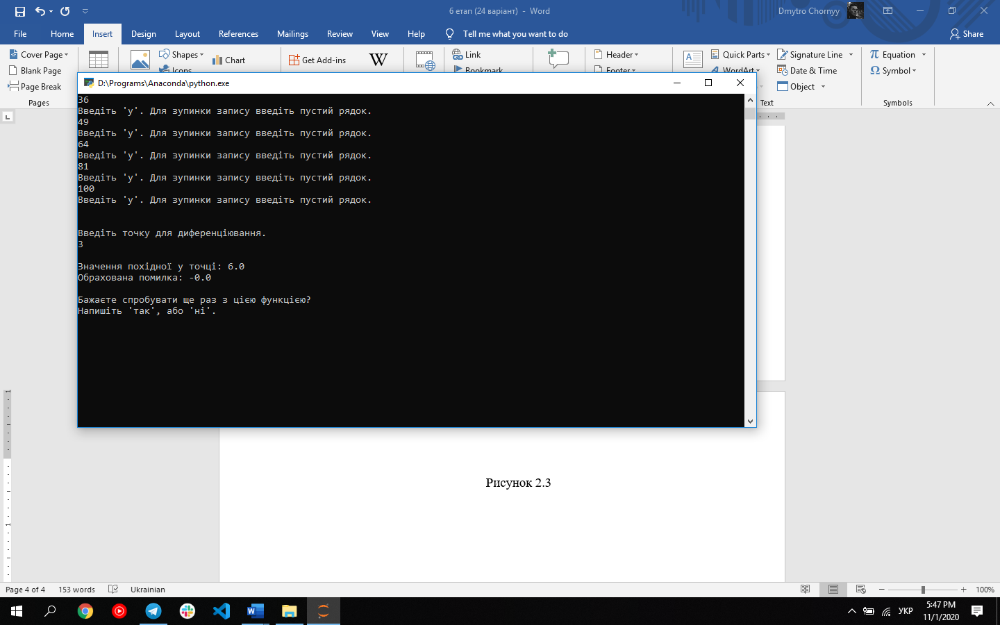 6 етап (24 варіант) - Word
Dmytro Chornyy
File Home Insert Design Layout References Mailings Review View Help Tell me what you want to do Share
Cover Page
Blank Page
Page Break
Pages
Shapes
Icons
Chart
Get Add-ins
W
Link
Bookmark
Header
Footer
Quick Parts
WordArt
Signature Line
Date & Time
Object
Text
Equation
Symbol
Symbols
D:\Programs\Anaconda\python.exe
36
Введіть 'y'. Для зупинки запису введіть пустий рядок.
49
Введіть 'y'. Для зупинки запису введіть пустий рядок.
64
Введіть 'y'. Для зупинки запису введіть пустий рядок.
81
Введіть 'y'. Для зупинки запису введіть пустий рядок.
100
Введіть 'y'. Для зупинки запису введіть пустий рядок.
Введіть точку для диференціювання.
3
Значення похідної у точці: 6.0
Обрахована помилка: -0.0
Бажаєте спробувати ще раз з цією функцією?
Напишіть 'так', або 'ні'.
Рисунок 2.3
Page 4 of 4 153 words Ukrainian 100%
УКР
5:47 PM
11/1/2020